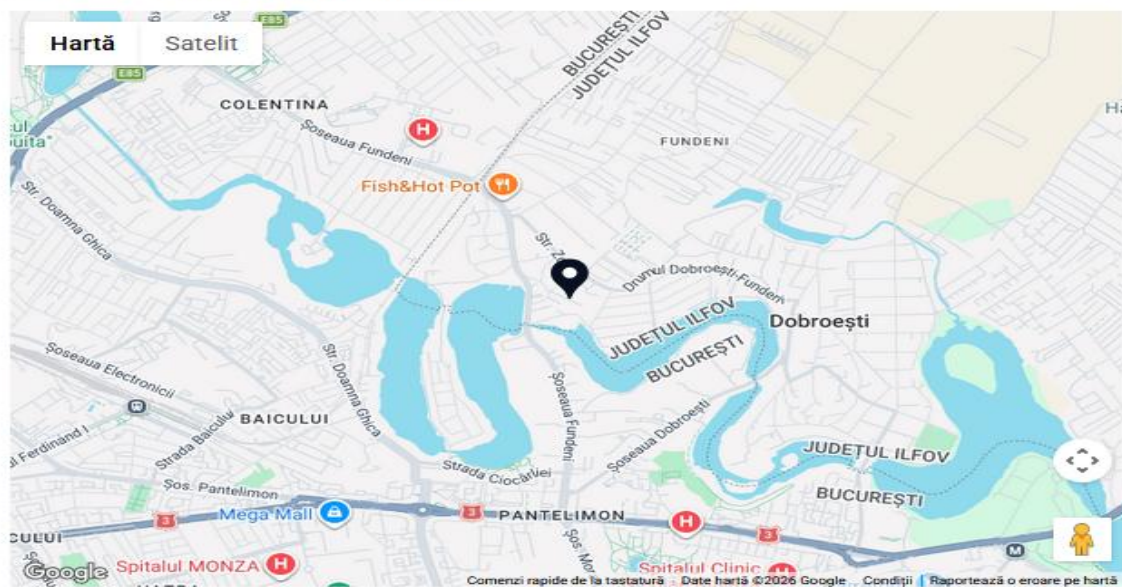 Hartă
Satelit
E85
E85
BUCUREȘTI
JUDEȚUL ILFOV
COLENTINA
Șoseaua Fundeni
FUNDENI
Str. Doamna Ghica
Fish&Hot Pot
Drumul Dobroești-Fundeni
Dobroești
JUDEȚUL ILFOV
BUCUREȘTI
Șoseaua Electronicii
Str. Doamna Ghica
BAICULUI
Strada Baicului
Ferdinand I
Șoseaua Fundeni
Șoseaua Dobroești
JUDEȚUL ILFOV
BUCUREȘTI
Strada Ciocârliei
Șos. Pantelimon
3
Mega Mall
3
PANTELIMON
3
Spitalul MONZA
Spitalul Clinic
Google
Comenzi rapide de la tastatură
Date hartă ©2026 Google
Condiții
Raportează o eroare pe hartă